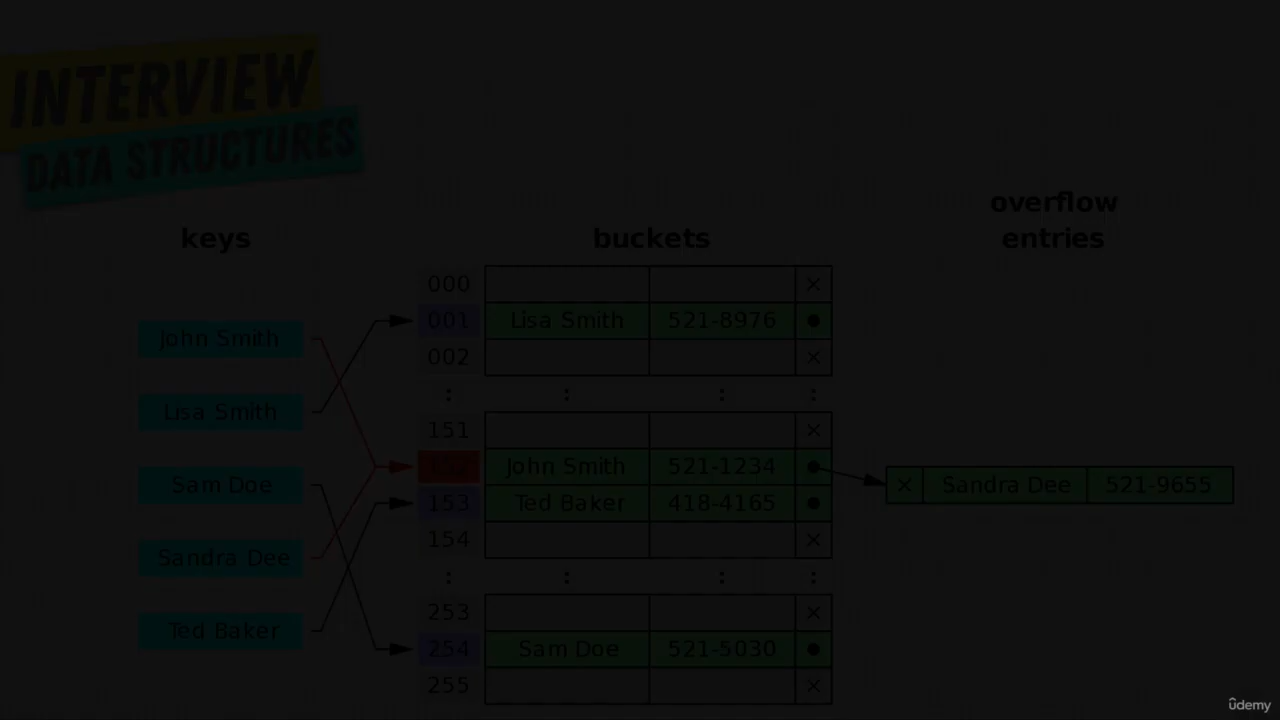 INTERVIEW
DATA STRUCTURES
keys
buckets
overflow
entries
John Smith
Lisa Smith
Sam Doe
Sandra Dee
Ted Baker
000 ×
001 Lisa Smith 521-8976 ●
002 ×
: : : :
151 ×
152 John Smith 521-1234 ●
153 Ted Baker 418-4165 ●
154 ×
: : : :
253 ×
254 Sam Doe 521-5030 ●
255 ×
× Sandra Dee 521-9655
ûdemy